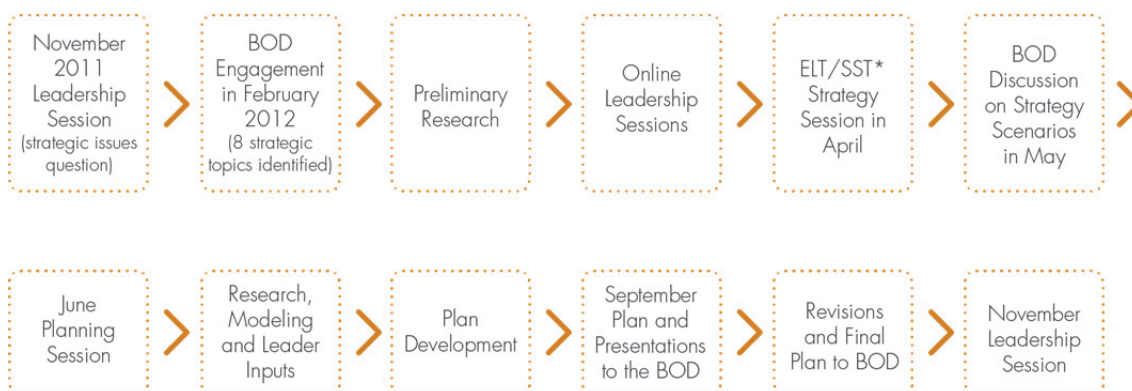 November
2011
Leadership
Session
(strategic issues
question)
BOD
Engagement
in February
2012
(8 strategic
topics identified)
Preliminary
Research
Online
Leadership
Sessions
ELT/SST*
Strategy
Session in
April
BOD
Discussion
on Strategy
Scenarios
in May
June
Planning
Session
Research,
Modeling
and Leader
Inputs
Plan
Development
September
Plan and
Presentations
to the BOD
Revisions
and Final
Plan to BOD
November
Leadership
Session